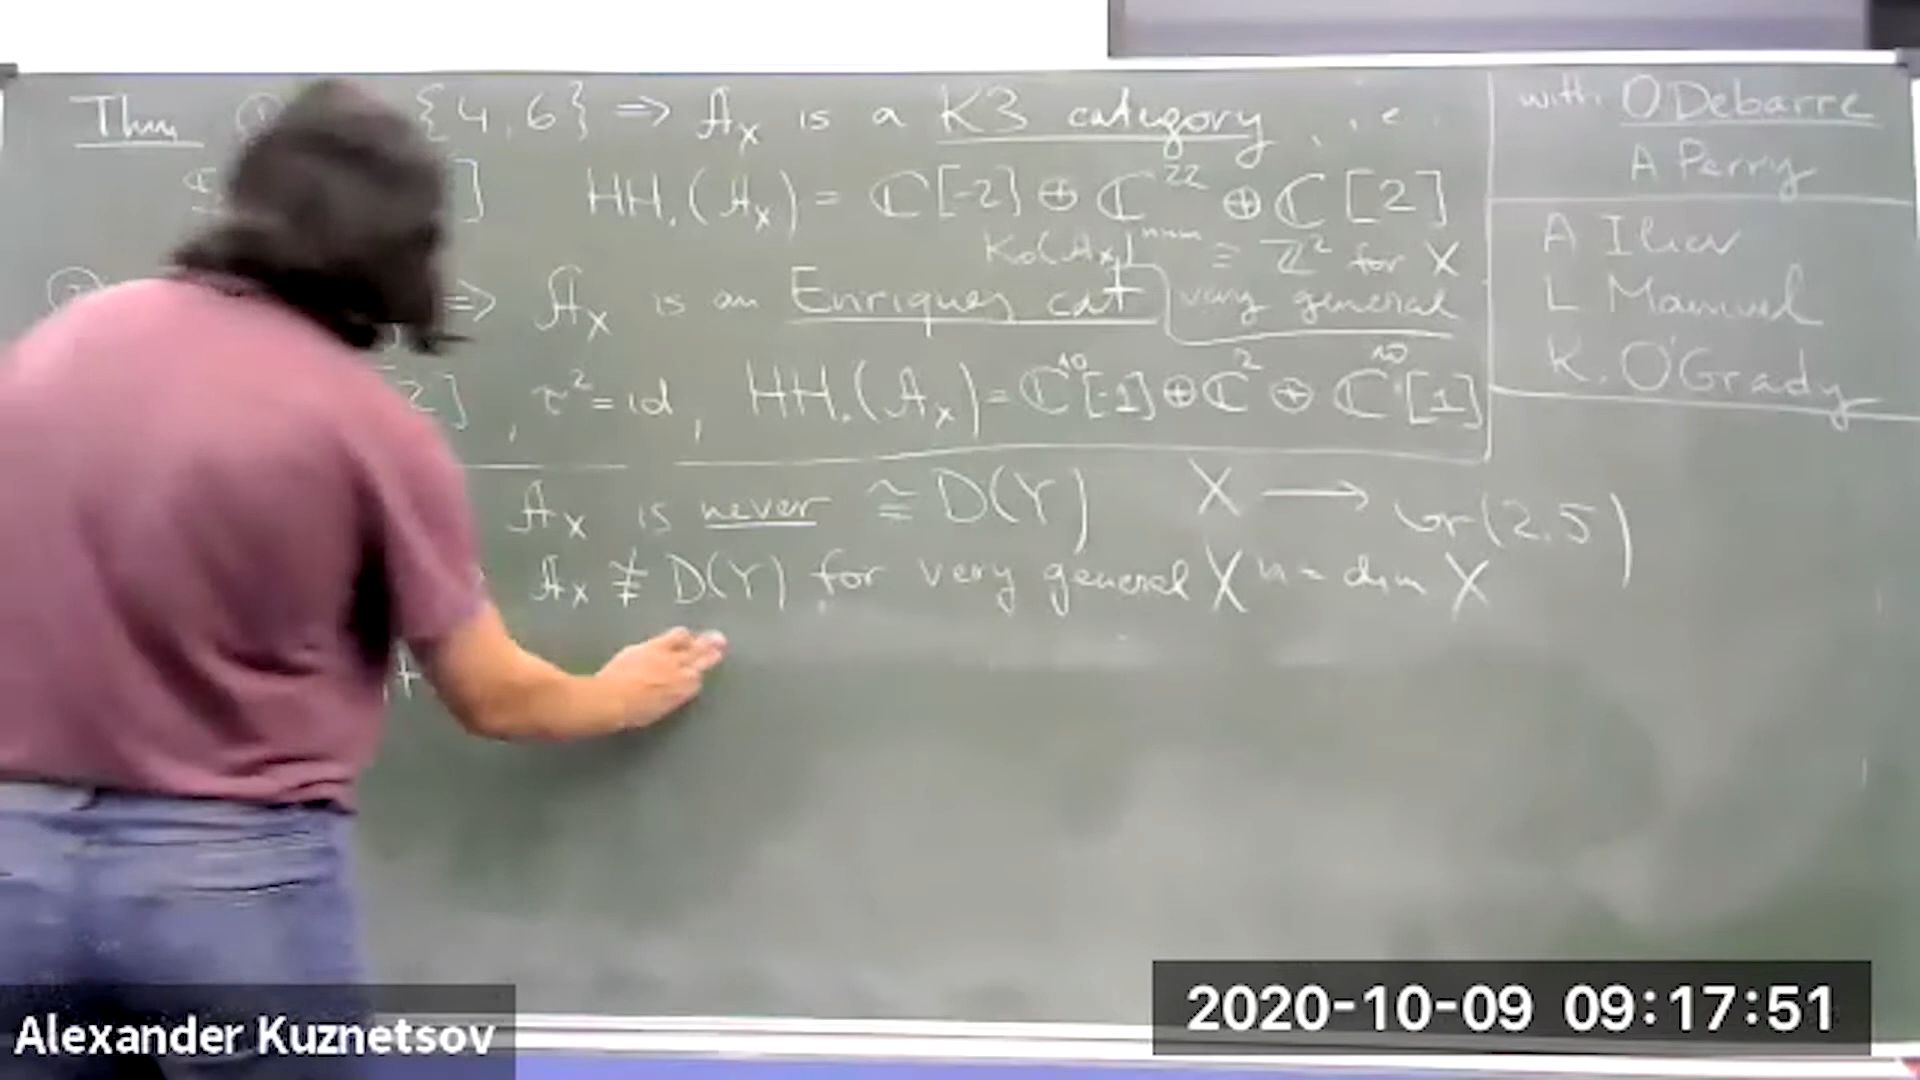 Thm ① {4, 6} ⇒ A_X is a K3 category, i.e.
] HH.(A_X) = ℂ[-2] ⊕ ℂ^22 ⊕ ℂ[2]
K₀(A_X)^num ≅ ℤ² for X
very general
⇒ A_X is an Enriques cat
2], τ² = id, HH.(A_X) = ℂ^10[-1] ⊕ ℂ^2 ⊕ ℂ^10[1]
A_X is never ≅ D(Y) X → Gr(2,5)
A_X ≇ D(Y) for very general X n = dim X
with O Debarre
A Perry
A Iliev
L Manivel
K. O'Grady
Alexander Kuznetsov
2020-10-09 09:17:51